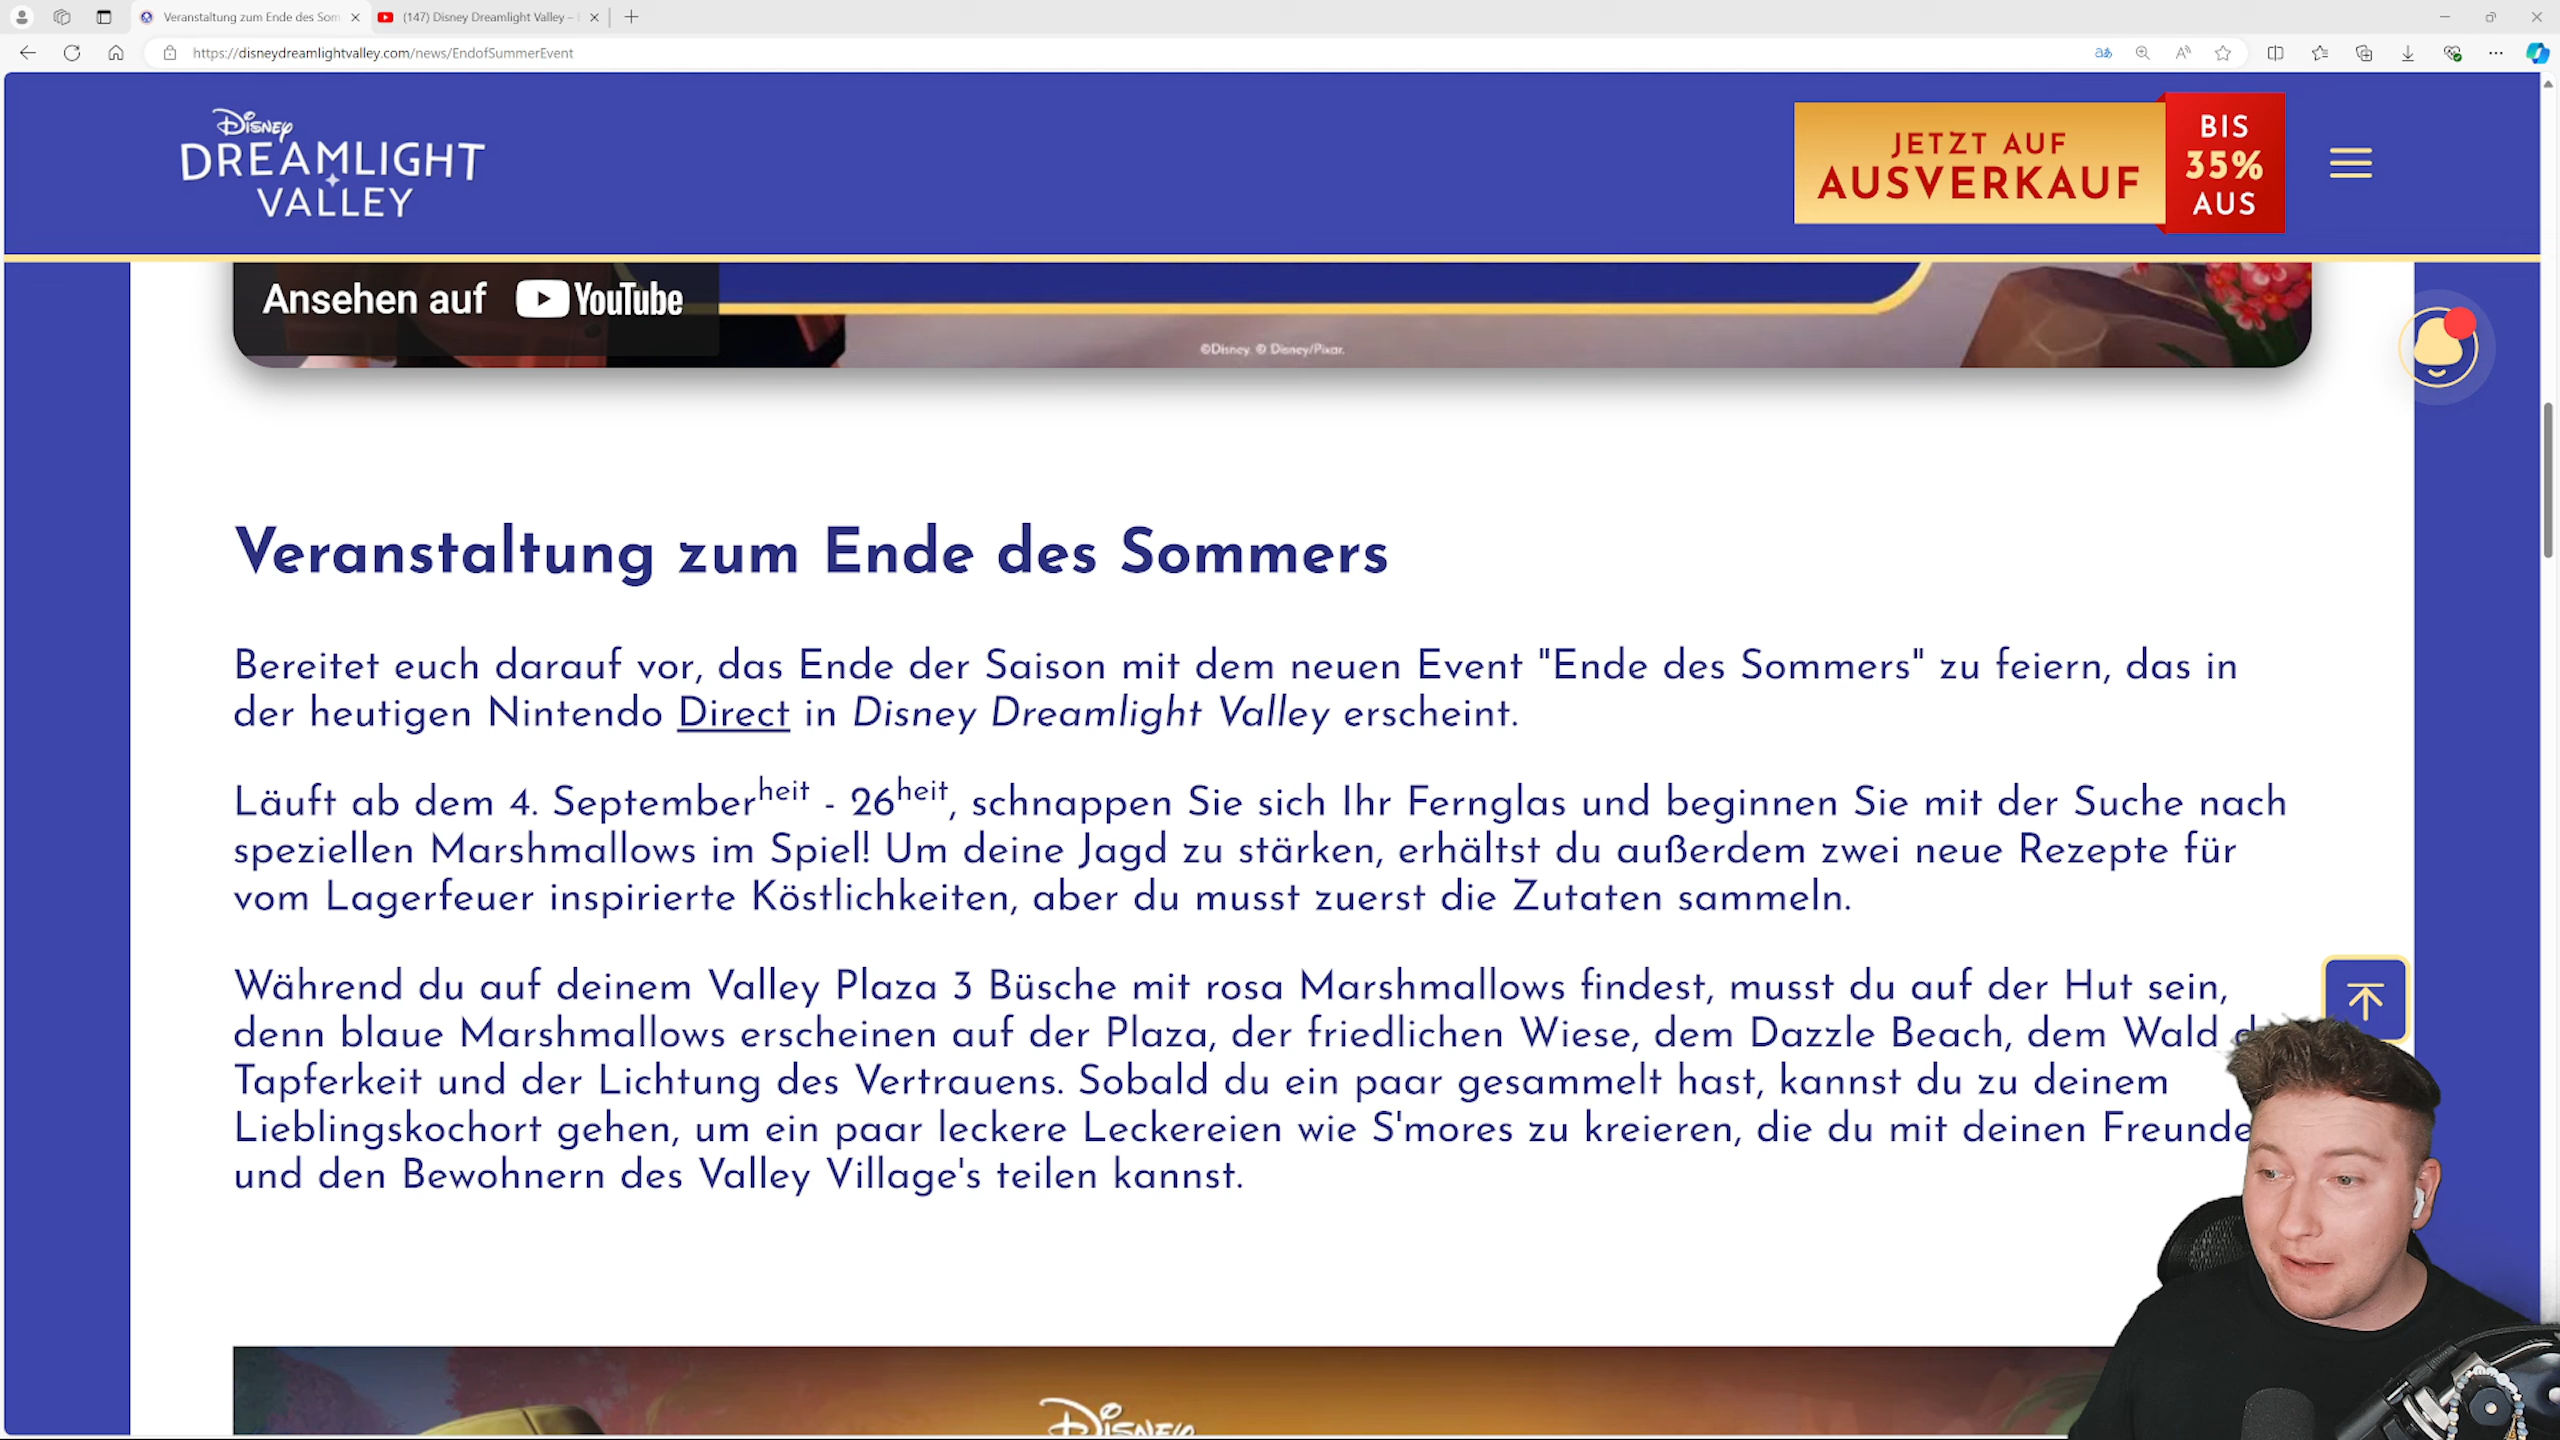 Veranstaltung zum Ende des Som
(147) Disney Dreamlight Valley –
https://disneydreamlightvalley.com/news/EndofSummerEvent
Disney
DREAMLIGHT
VALLEY
JETZT AUF
AUSVERKAUF
BIS
35%
AUS
Ansehen auf YouTube
©Disney. © Disney/Pixar.
Veranstaltung zum Ende des Sommers
Bereitet euch darauf vor, das Ende der Saison mit dem neuen Event "Ende des Sommers" zu feiern, das in
der heutigen Nintendo Direct in Disney Dreamlight Valley erscheint.
Läuft ab dem 4. Septemberheit - 26heit, schnappen Sie sich Ihr Fernglas und beginnen Sie mit der Suche nach
speziellen Marshmallows im Spiel! Um deine Jagd zu stärken, erhältst du außerdem zwei neue Rezepte für
vom Lagerfeuer inspirierte Köstlichkeiten, aber du musst zuerst die Zutaten sammeln.
Während du auf deinem Valley Plaza 3 Büsche mit rosa Marshmallows findest, musst du auf der Hut sein,
denn blaue Marshmallows erscheinen auf der Plaza, der friedlichen Wiese, dem Dazzle Beach, dem Wald
Tapferkeit und der Lichtung des Vertrauens. Sobald du ein paar gesammelt hast, kannst du zu deinem
Lieblingskochort gehen, um ein paar leckere Leckereien wie S'mores zu kreieren, die du mit deinen Freunde
und den Bewohnern des Valley Village's teilen kannst.
Disney